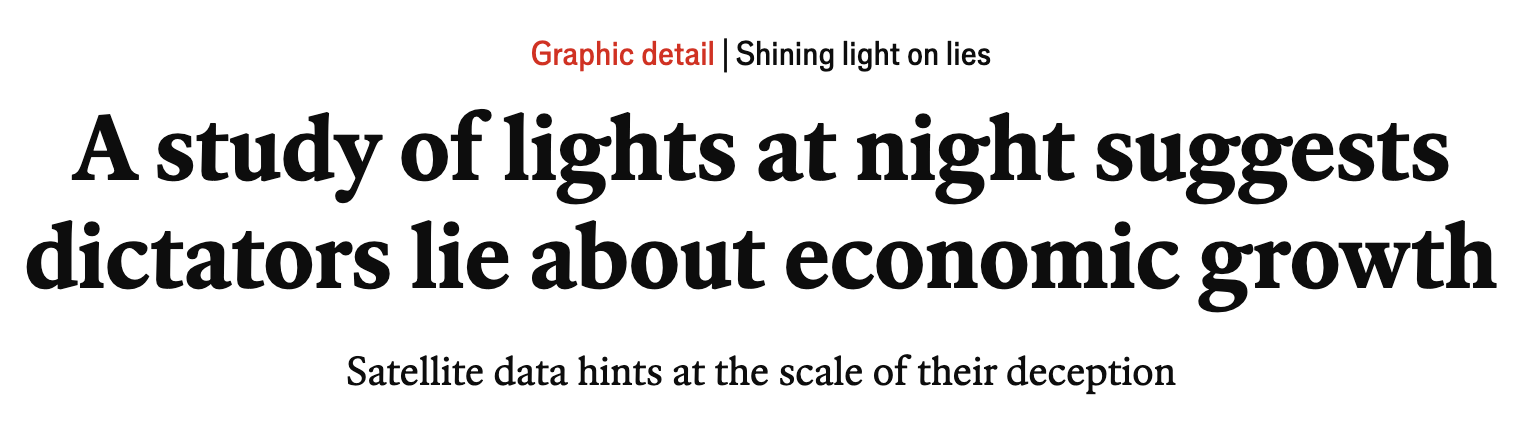 Graphic detail | Shining light on lies
A study of lights at night suggests
dictators lie about economic growth
Satellite data hints at the scale of their deception